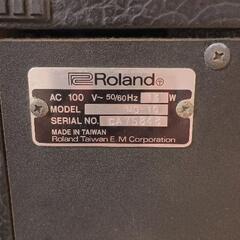 Roland
AC 100 V~ 50/60Hz W
MODEL
SERIAL NO.
MADE IN TAIWAN
Roland Taiwan E. M Corporation